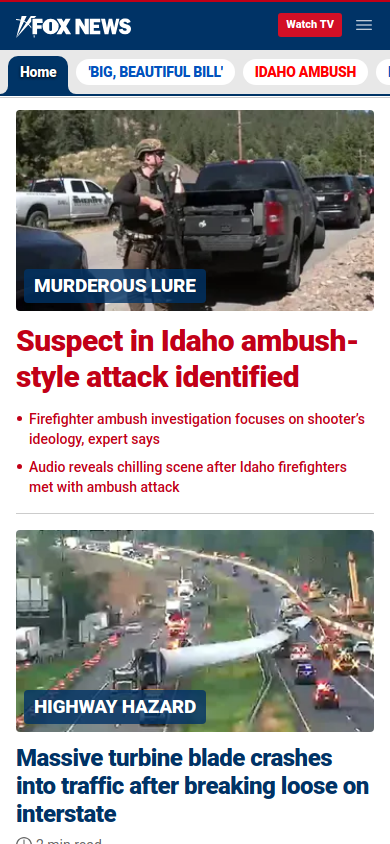 FOX NEWS
Watch TV
Home
'BIG, BEAUTIFUL BILL'
IDAHO AMBUSH
SHERIFF
MURDEROUS LURE
Suspect in Idaho ambush-
style attack identified
• Firefighter ambush investigation focuses on shooter's
ideology, expert says
• Audio reveals chilling scene after Idaho firefighters
met with ambush attack
HIGHWAY HAZARD
Massive turbine blade crashes
into traffic after breaking loose on
interstate
2 min read